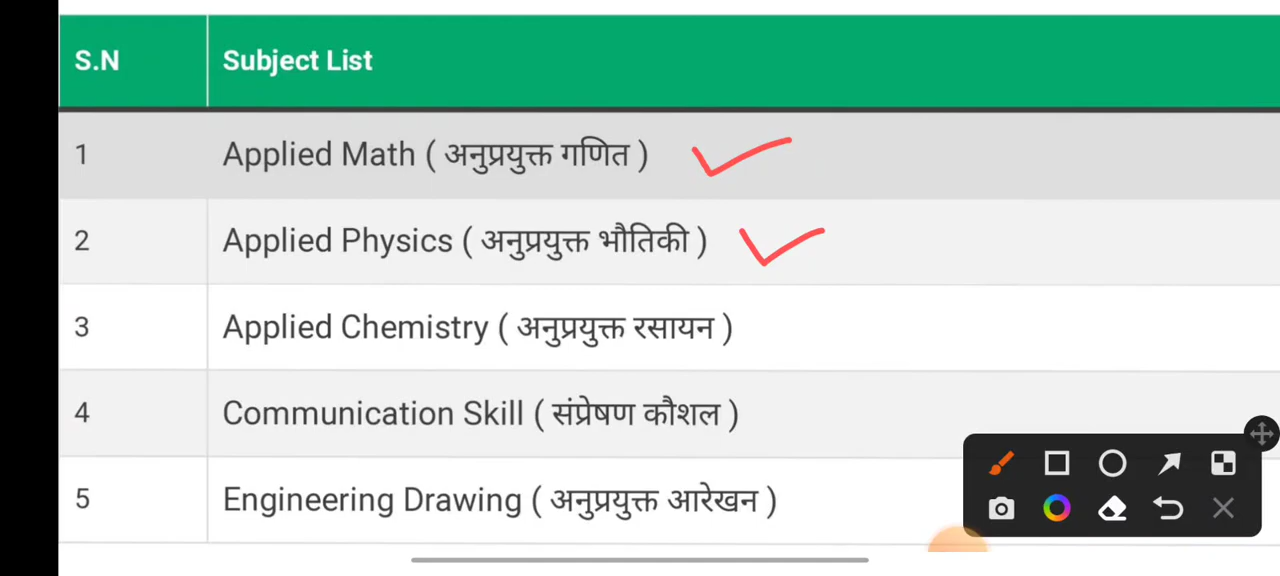 S.N Subject List
1 Applied Math ( अनुप्रयुक्त गणित )
2 Applied Physics ( अनुप्रयुक्त भौतिकी )
3 Applied Chemistry ( अनुप्रयुक्त रसायन )
4 Communication Skill ( संप्रेषण कौशल )
5 Engineering Drawing ( अनुप्रयुक्त आरेखन )